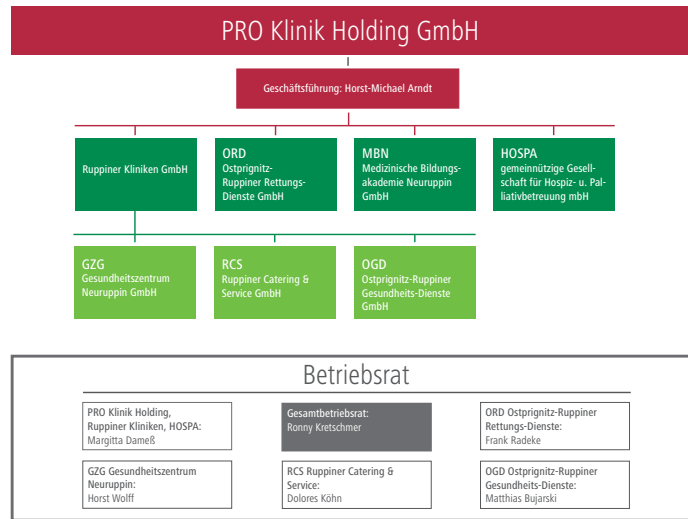 PRO Klinik Holding GmbH
Geschäftsführung: Horst-Michael Arndt
Ruppiner Kliniken GmbH
ORD
Ostprignitz-
Ruppiner Rettungs-
Dienste GmbH
MBN
Medizinische Bildungs-
akademie Neuruppin
GmbH
HOSPA
gemeinnützige Gesell-
schaft für Hospiz- u. Pal-
liativbetreuung mbH
GZG
Gesundheitszentrum
Neuruppin GmbH
RCS
Ruppiner Catering &
Service GmbH
OGD
Ostprignitz-Ruppiner
Gesundheits-Dienste
GmbH
Betriebsrat
PRO Klinik Holding,
Ruppiner Kliniken, HOSPA:
Margitta Dameß
Gesamtbetriebsrat:
Ronny Kretschmer
ORD Ostprignitz-Ruppiner
Rettungs-Dienste:
Frank Radeke
GZG Gesundheitszentrum
Neuruppin:
Horst Wolff
RCS Ruppiner Catering &
Service:
Dolores Köhn
OGD Ostprignitz-Ruppiner
Gesundheits-Dienste:
Matthias Bujarski